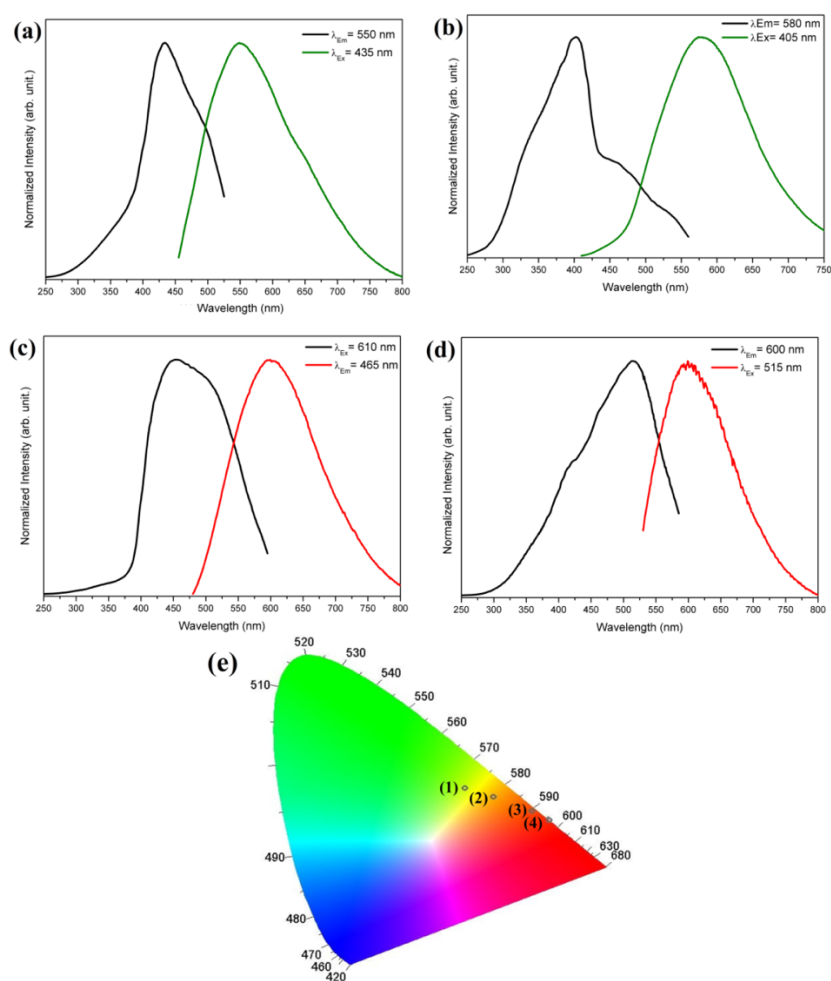 (a)
λEm= 550 nm
λEx= 435 nm
Normalized Intensity (arb. unit.)
250 300 350 400 450 500 550 600 650 700 750 800
Wavelength (nm)
(b)
λEm= 580 nm
λEx= 405 nm
Normalized Intensity (arb. unit.)
250 300 350 400 450 500 550 600 650 700 750
Wavelength (nm)
(c)
λEx= 610 nm
λEm= 465 nm
Normalized Intensity (arb. unit.)
250 300 350 400 450 500 550 600 650 700 750 800
Wavelength (nm)
(d)
λEm= 600 nm
λEx= 515 nm
Normalized Intensity (arb. unit.)
250 300 350 400 450 500 550 600 650 700 750 800
Wavelength (nm)
(e)
520
530
510
540
550
560
570
(1)
580
(2)
590
(3)
600
(4)
610
630
680
490
480
470
460
420